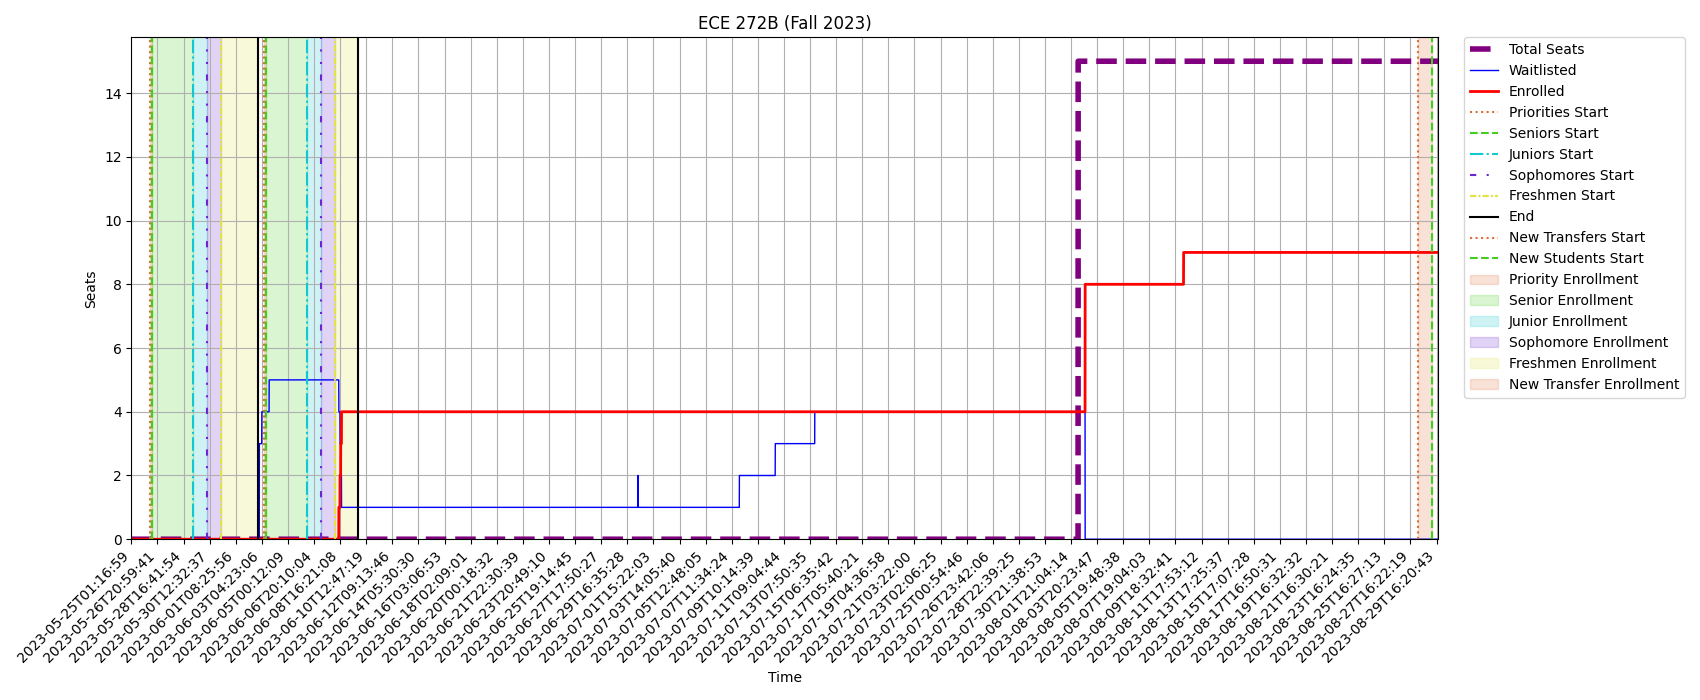 ECE 272B (Fall 2023)
Seats
14
12
10
8
6
4
2
0
2023-05-25T01:16:59
2023-05-26T20:59:41
2023-05-28T16:41:54
2023-05-30T12:32:37
2023-06-01T08:25:56
2023-06-03T04:23:06
2023-06-05T00:12:09
2023-06-06T20:10:04
2023-06-08T16:21:08
2023-06-10T12:47:19
2023-06-12T09:13:46
2023-06-14T05:30:30
2023-06-16T03:06:53
2023-06-18T02:09:01
2023-06-20T00:18:32
2023-06-21T22:30:39
2023-06-23T20:49:10
2023-06-25T19:14:45
2023-06-27T17:50:27
2023-06-29T16:35:28
2023-07-01T15:22:03
2023-07-03T14:05:40
2023-07-05T12:48:05
2023-07-07T11:34:24
2023-07-09T10:14:39
2023-07-11T09:04:44
2023-07-13T07:50:35
2023-07-15T06:35:42
2023-07-17T05:40:21
2023-07-19T04:36:58
2023-07-21T03:22:00
2023-07-23T02:06:25
2023-07-25T00:54:46
2023-07-26T23:42:06
2023-07-28T22:39:25
2023-07-30T21:38:53
2023-08-01T21:04:14
2023-08-03T20:23:47
2023-08-05T19:48:38
2023-08-07T19:04:03
2023-08-09T18:32:41
2023-08-11T17:53:12
2023-08-13T17:25:37
2023-08-15T17:07:28
2023-08-17T16:50:31
2023-08-19T16:32:32
2023-08-21T16:30:21
2023-08-23T16:24:35
2023-08-25T16:27:13
2023-08-27T16:22:19
2023-08-29T16:20:43
Time
Total Seats
Waitlisted
Enrolled
Priorities Start
Seniors Start
Juniors Start
Sophomores Start
Freshmen Start
End
New Transfers Start
New Students Start
Priority Enrollment
Senior Enrollment
Junior Enrollment
Sophomore Enrollment
Freshmen Enrollment
New Transfer Enrollment